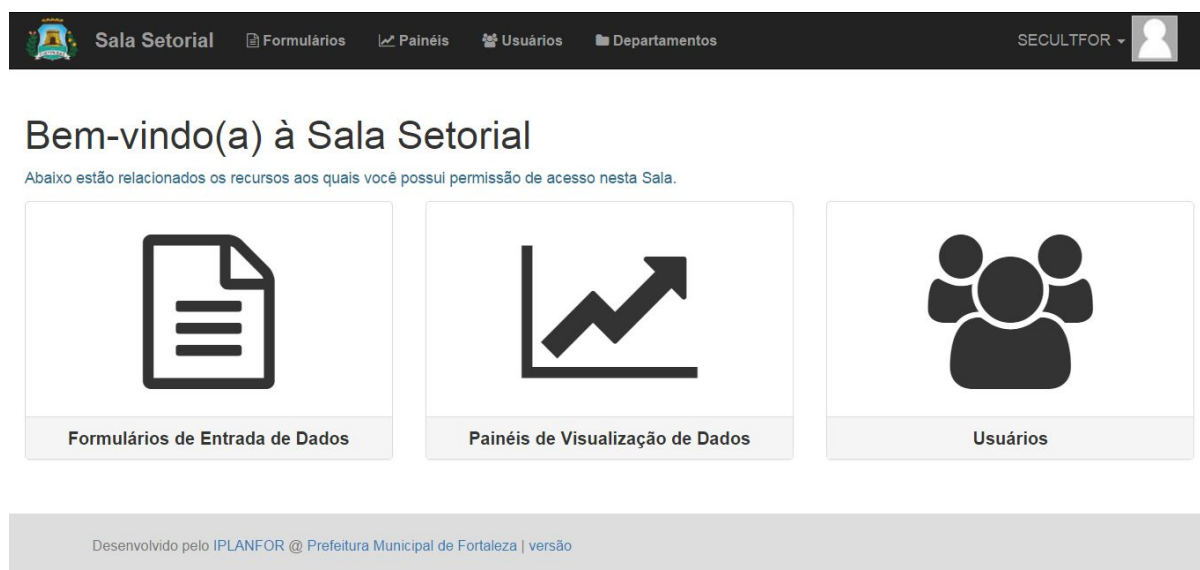 Sala Setorial Formulários Painéis Usuários Departamentos SECULTFOR
Bem-vindo(a) à Sala Setorial
Abaixo estão relacionados os recursos aos quais você possui permissão de acesso nesta Sala.
Formulários de Entrada de Dados
Painéis de Visualização de Dados
Usuários
Desenvolvido pelo IPLANFOR @ Prefeitura Municipal de Fortaleza | versão